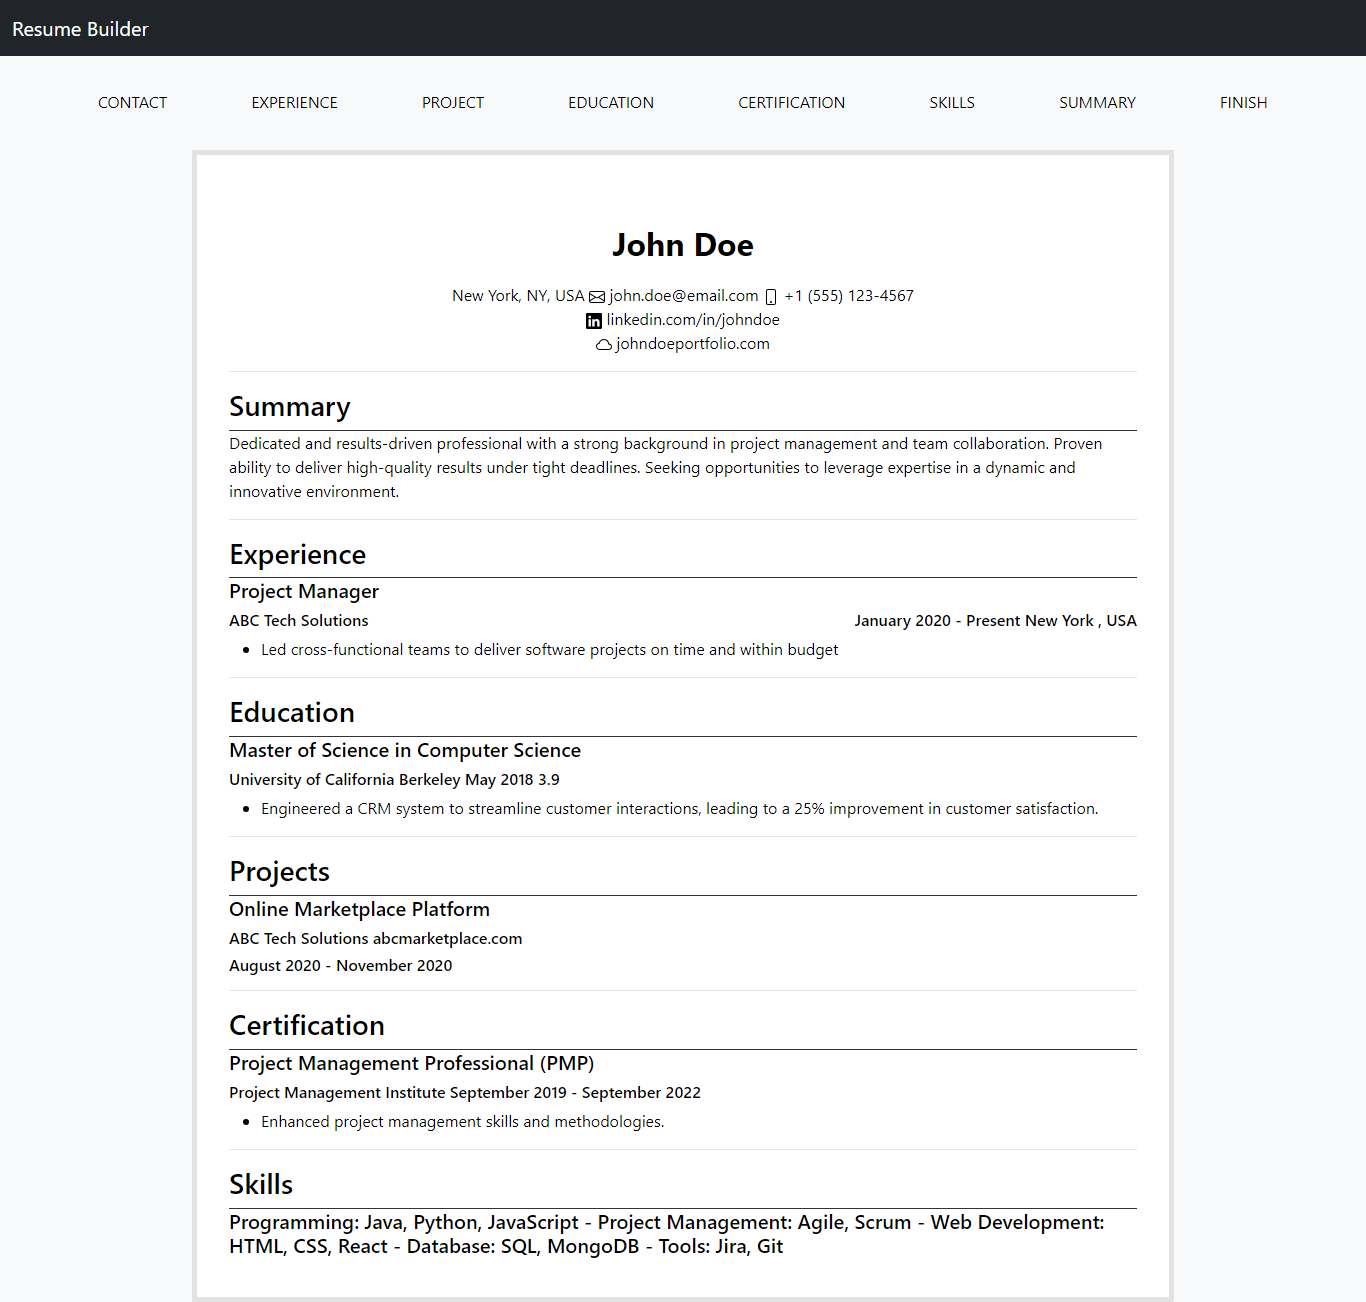 Resume Builder
CONTACT EXPERIENCE PROJECT EDUCATION CERTIFICATION SKILLS SUMMARY FINISH
John Doe
New York, NY, USA john.doe@email.com +1 (555) 123-4567
linkedin.com/in/johndoe
johndoeportfolio.com
Summary
Dedicated and results-driven professional with a strong background in project management and team collaboration. Proven
ability to deliver high-quality results under tight deadlines. Seeking opportunities to leverage expertise in a dynamic and
innovative environment.
Experience
Project Manager
ABC Tech Solutions January 2020 - Present New York , USA
• Led cross-functional teams to deliver software projects on time and within budget
Education
Master of Science in Computer Science
University of California Berkeley May 2018 3.9
• Engineered a CRM system to streamline customer interactions, leading to a 25% improvement in customer satisfaction.
Projects
Online Marketplace Platform
ABC Tech Solutions abcmarketplace.com
August 2020 - November 2020
Certification
Project Management Professional (PMP)
Project Management Institute September 2019 - September 2022
• Enhanced project management skills and methodologies.
Skills
Programming: Java, Python, JavaScript - Project Management: Agile, Scrum - Web Development:
HTML, CSS, React - Database: SQL, MongoDB - Tools: Jira, Git